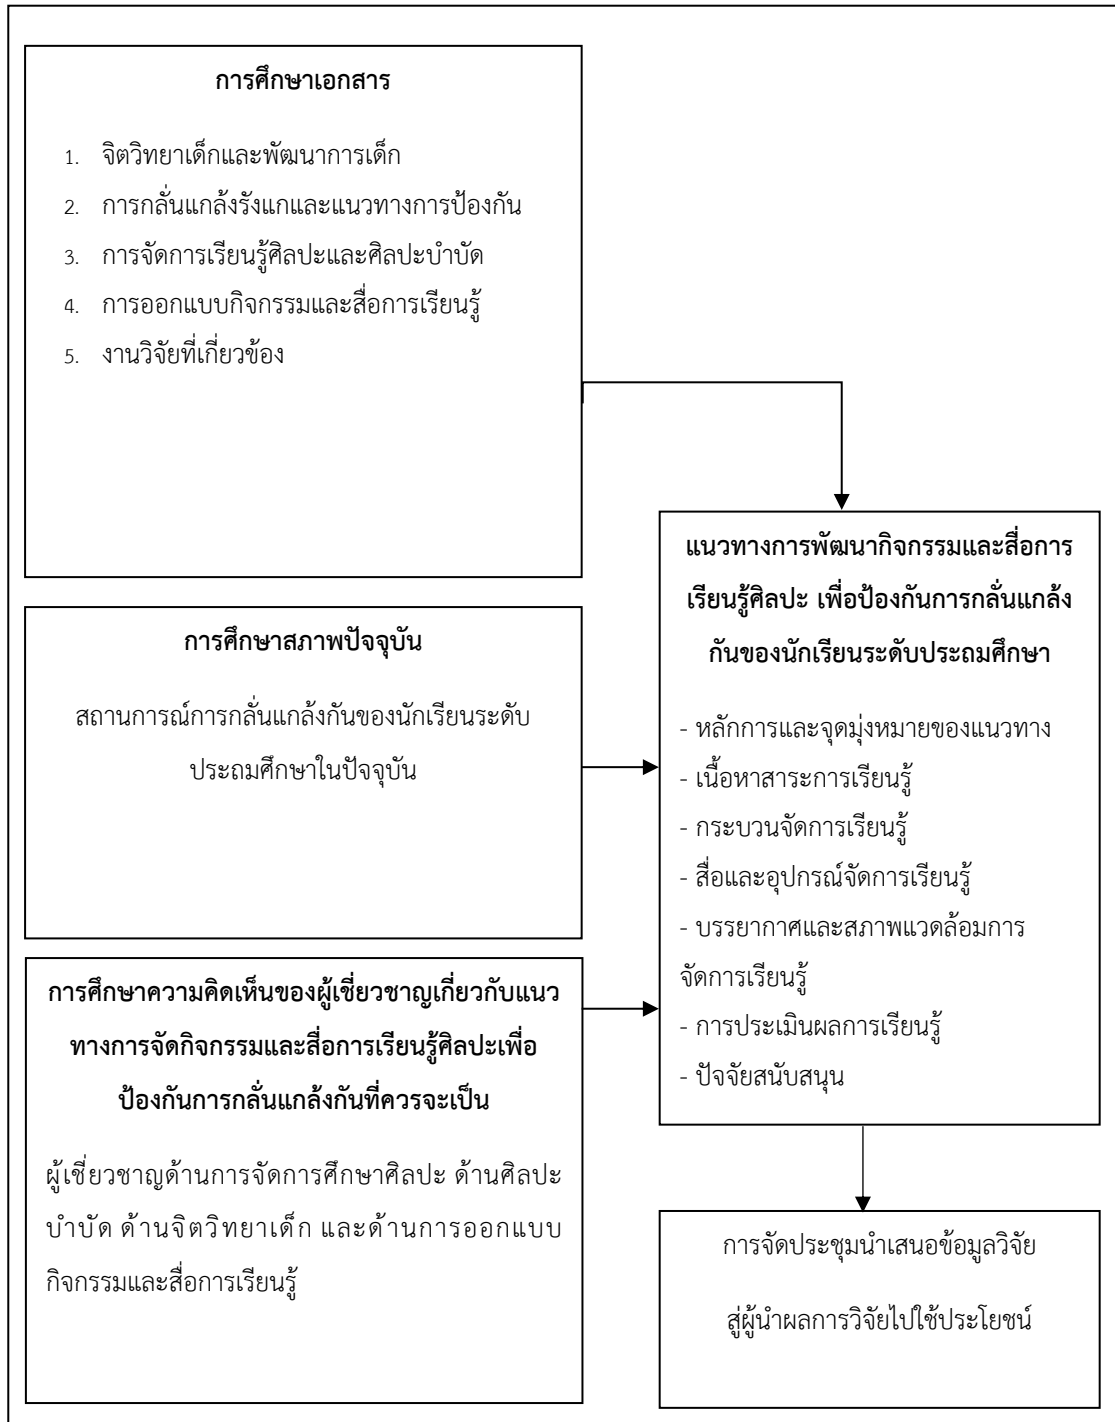 การศึกษาเอกสาร
1. จิตวิทยาเด็กและพัฒนาการเด็ก
2. การกลั่นแกล้งรังแกและแนวทางการป้องกัน
3. การจัดการเรียนรู้ศิลปะและศิลปะบำบัด
4. การออกแบบกิจกรรมและสื่อการเรียนรู้
5. งานวิจัยที่เกี่ยวข้อง
การศึกษาสภาพปัจจุบัน
สถานการณ์การกลั่นแกล้งกันของนักเรียนระดับ
ประถมศึกษาในปัจจุบัน
การศึกษาความคิดเห็นของผู้เชี่ยวชาญเกี่ยวกับแนว
ทางการจัดกิจกรรมและสื่อการเรียนรู้ศิลปะเพื่อ
ป้องกันการกลั่นแกล้งกันที่ควรจะเป็น
ผู้เชี่ยวชาญด้านการจัดการศึกษาศิลปะ ด้านศิลปะ
บำบัด ด้านจิตวิทยาเด็ก และด้านการออกแบบ
กิจกรรมและสื่อการเรียนรู้
แนวทางการพัฒนากิจกรรมและสื่อการ
เรียนรู้ศิลปะ เพื่อป้องกันการกลั่นแกล้ง
กันของนักเรียนระดับประถมศึกษา
- หลักการและจุดมุ่งหมายของแนวทาง
- เนื้อหาสาระการเรียนรู้
- กระบวนจัดการเรียนรู้
- สื่อและอุปกรณ์จัดการเรียนรู้
- บรรยากาศและสภาพแวดล้อมการ
จัดการเรียนรู้
- การประเมินผลการเรียนรู้
- ปัจจัยสนับสนุน
การจัดประชุมนำเสนอข้อมูลวิจัย
สู่ผู้นำผลการวิจัยไปใช้ประโยชน์